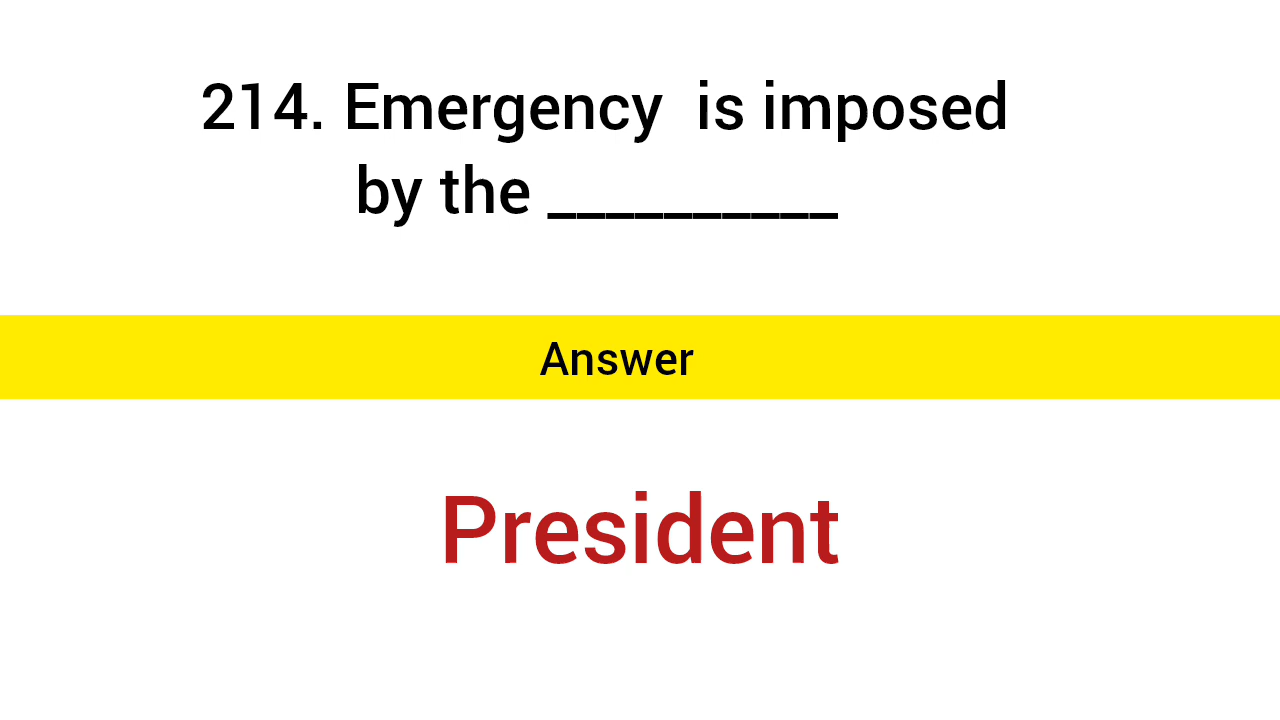 214. Emergency  is imposed
by the __________
Answer
President